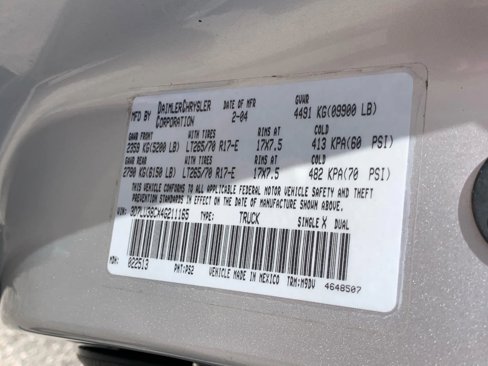 MFD BY DAIMLERCHRYSLER CORPORATION DATE OF MFR 2-04 GVWR 4491 KG(09900 LB)
GAWR FRONT WITH TIRES RIMS AT COLD
2359 KG(5200 LB) LT265/70 R17-E 17X7.5 413 KPA(60 PSI)
GAWR REAR WITH TIRES RIMS AT COLD
2790 KG(6150 LB) LT265/70 R17-E 17X7.5 482 KPA(70 PSI)
THIS VEHICLE CONFORMS TO ALL APPLICABLE FEDERAL MOTOR VEHICLE SAFETY AND THEFT
PREVENTION STANDARDS IN EFFECT ON THE DATE OF MANUFACTURE SHOWN ABOVE.
VIN: TYPE: TRUCK SINGLE X DUAL
MDH: 022513 PNT:PS2 VEHICLE MADE IN MEXICO TRM:M9DV
4648507